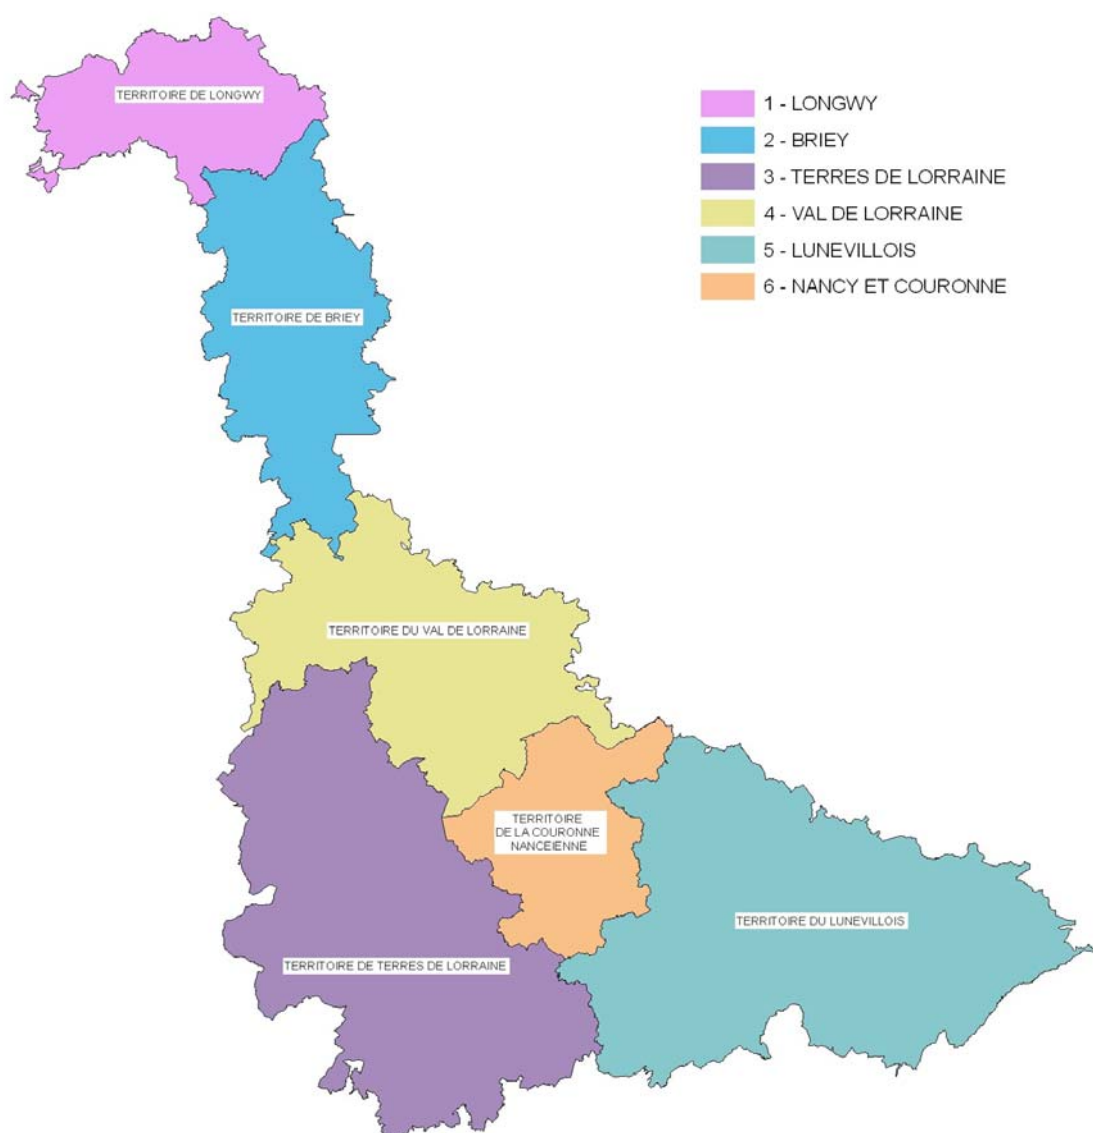 TERRITOIRE DE LONGWY
1 - LONGWY
2 - BRIEY
3 - TERRES DE LORRAINE
4 - VAL DE LORRAINE
5 - LUNEVILLOIS
6 - NANCY ET COURONNE
TERRITOIRE DE BRIEY
TERRITOIRE DU VAL DE LORRAINE
TERRITOIRE
DE LA COURONNE
NANCEIENNE
TERRITOIRE DU LUNEVILLOIS
TERRITOIRE DE TERRES DE LORRAINE